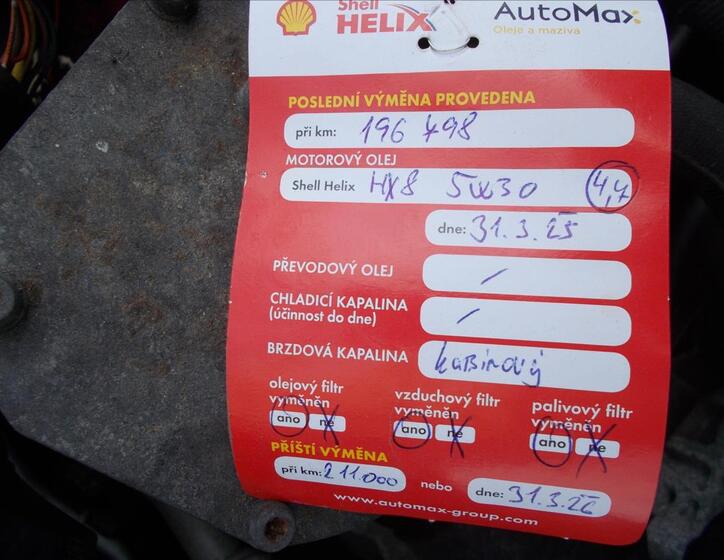 Shell HELIX AutoMax
Oleje a maziva
POSLEDNÍ VÝMĚNA PROVEDENA
při km: 196 798
MOTOROVÝ OLEJ
Shell Helix HX8 5W30 4,7
dne: 31.3.25
PŘEVODOVÝ OLEJ /
CHLADICÍ KAPALINA /
(účinnost do dne)
BRZDOVÁ KAPALINA kabinový
olejový filtr vyměněn ano ne
vzduchový filtr vyměněn ano ne
palivový filtr vyměněn ano ne
PŘÍŠTÍ VÝMĚNA
při km: 211.000 nebo dne: 31.3.26
www.automax-group.com